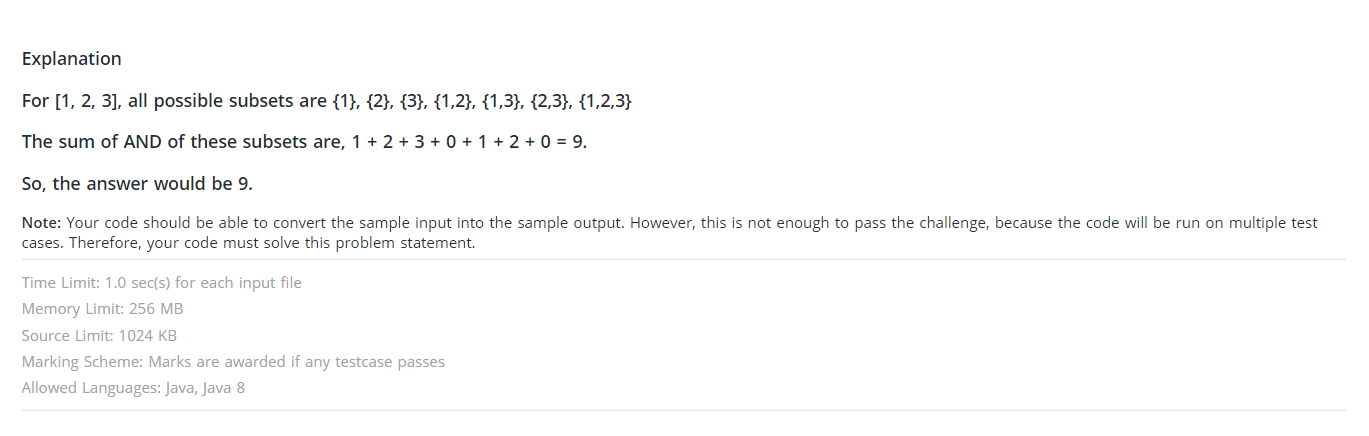 Explanation
For [1, 2, 3], all possible subsets are {1}, {2}, {3}, {1,2}, {1,3}, {2,3}, {1,2,3}
The sum of AND of these subsets are, 1 + 2 + 3 + 0 + 1 + 2 + 0 = 9.
So, the answer would be 9.
Note: Your code should be able to convert the sample input into the sample output. However, this is not enough to pass the challenge, because the code will be run on multiple test
cases. Therefore, your code must solve this problem statement.
Time Limit: 1.0 sec(s) for each input file
Memory Limit: 256 MB
Source Limit: 1024 KB
Marking Scheme: Marks are awarded if any testcase passes
Allowed Languages: Java, Java 8